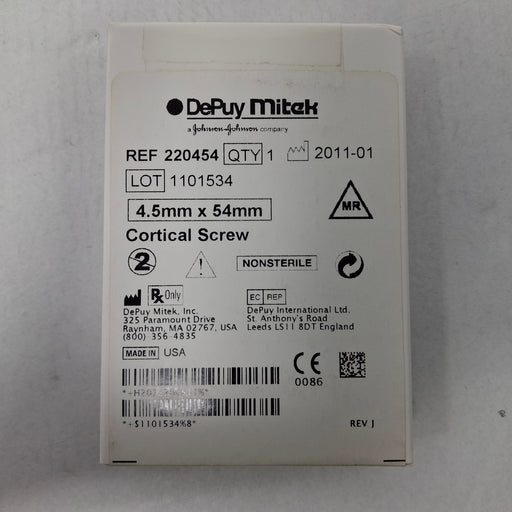 DePuy Mitek
a Johnson & Johnson company
REF 220454 QTY 1 2011-01
LOT 1101534
4.5mm x 54mm
MR
Cortical Screw
2 ! NONSTERILE
Rx Only
EC REP
DePuy Mitek, Inc.
325 Paramount Drive
Raynham, MA 02767, USA
(800) 356-4835
DePuy International Ltd.
St. Anthony's Road
Leeds LS11 8DT England
MADE IN USA
CE
0086
*+$1101534%8*
REV J